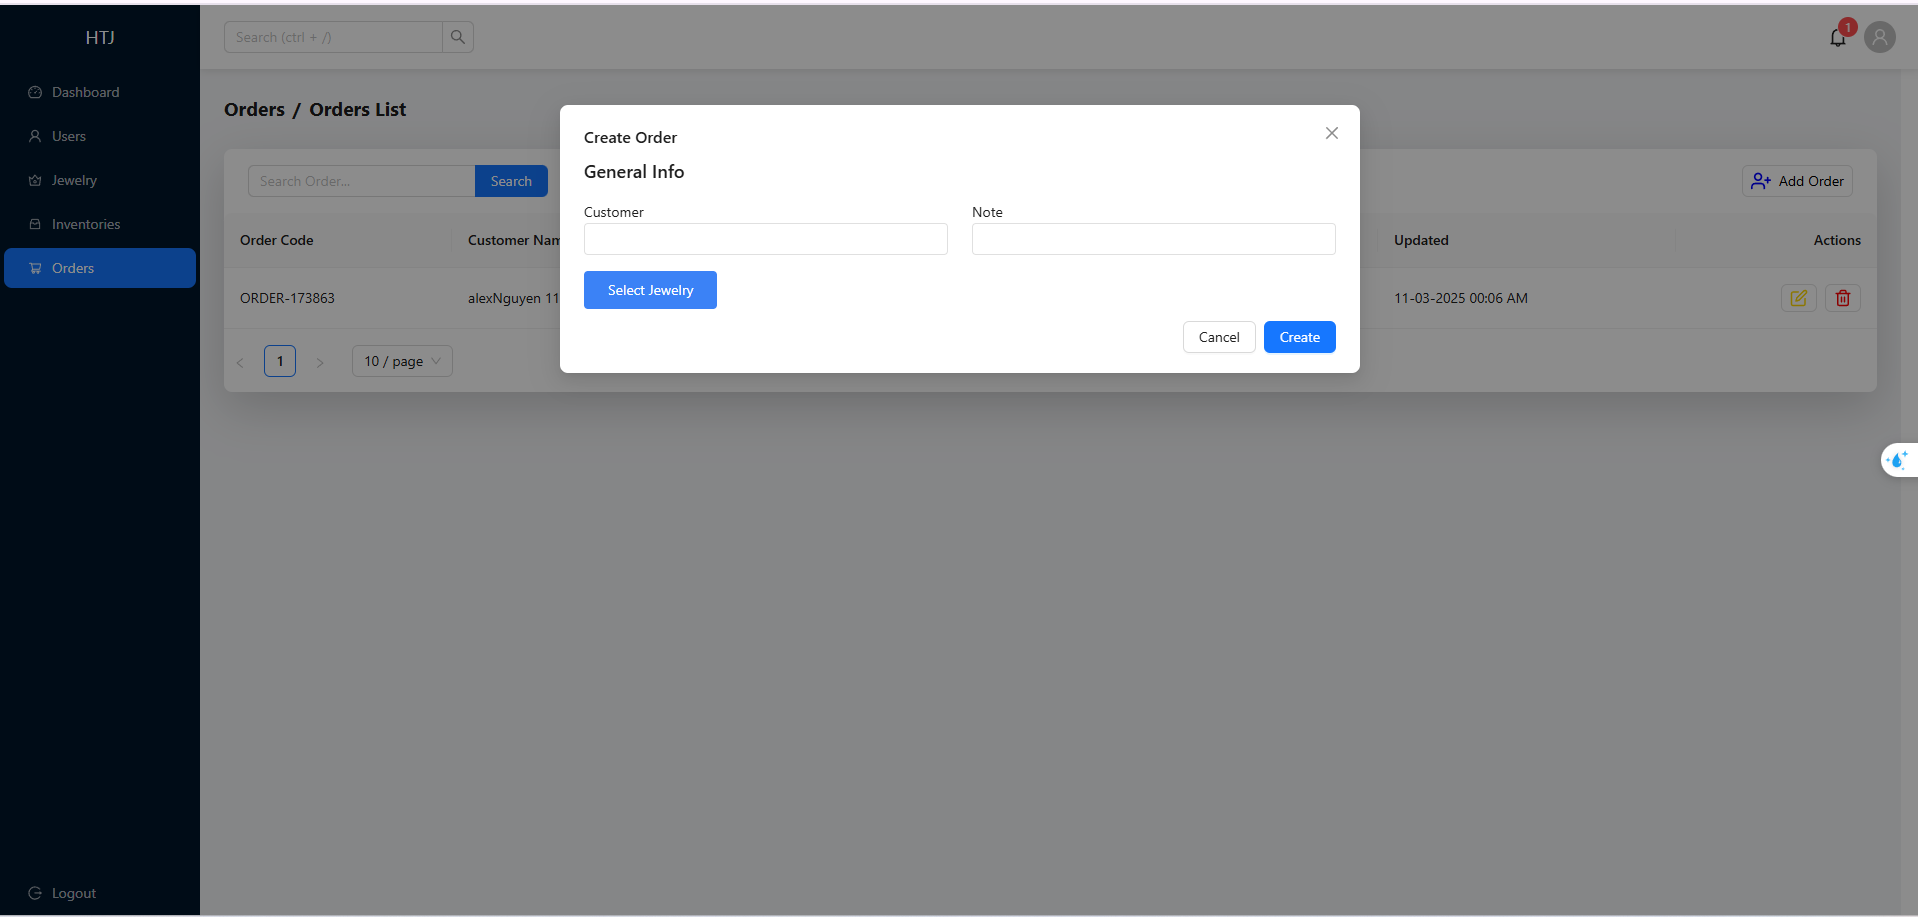 HTJ
Dashboard
Users
Jewelry
Inventories
Orders
Logout
Search (ctrl + /)
1
Orders / Orders List
Search Order...
Search
Add Order
Order Code
Customer Nam
Updated
Actions
ORDER-173863
alexNguyen 11
11-03-2025 00:06 AM
1
10 / page
Create Order
General Info
Customer
Note
Select Jewelry
Cancel
Create